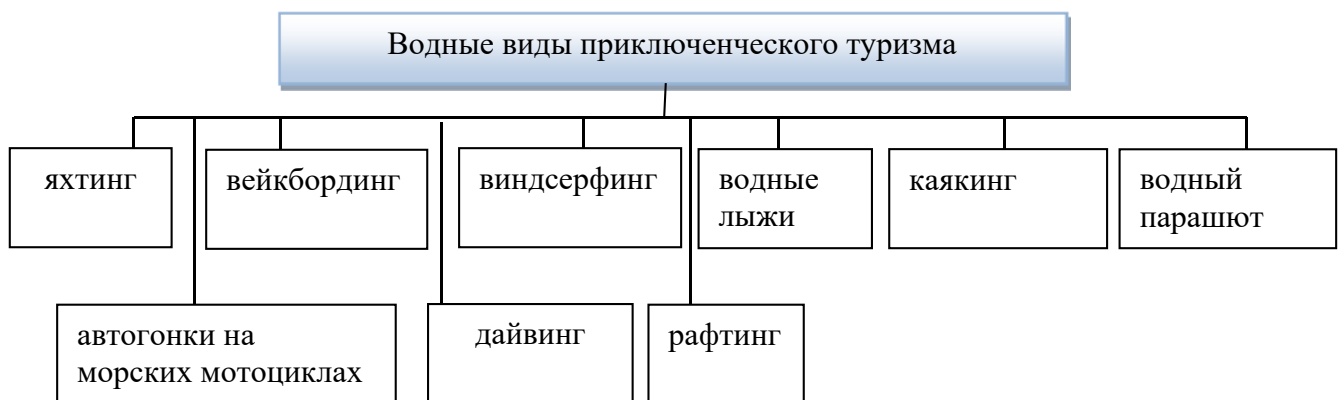 Водные виды приключенческого туризма
яхтинг
вейкбординг
виндсерфинг
водные
лыжи
каякинг
водный
парашют
автогонки на
морских мотоциклах
дайвинг
рафтинг